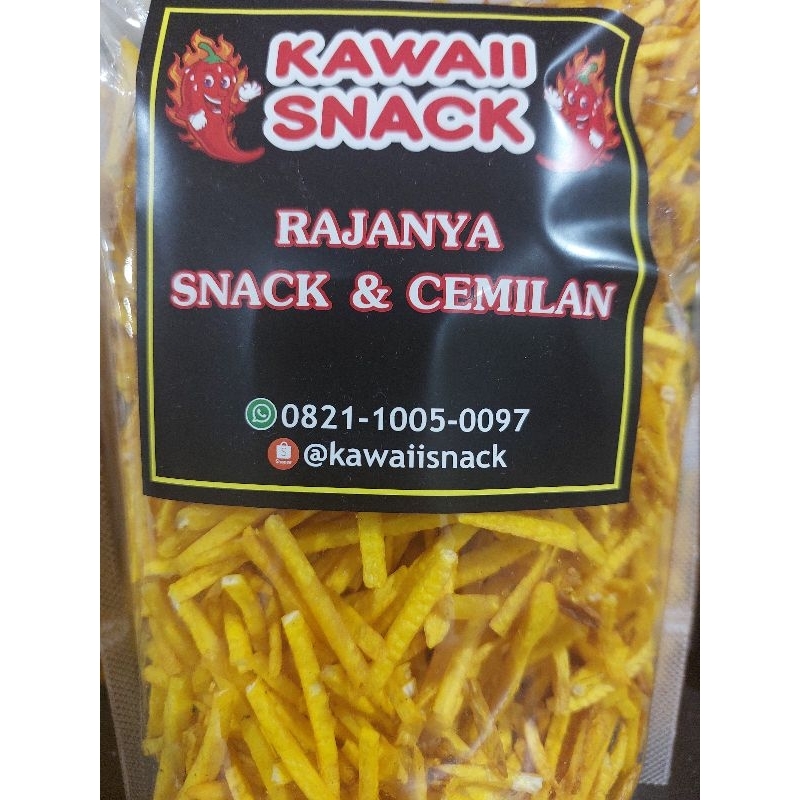 KAWAII
SNACK
RAJANYA
SNACK & CEMILAN
0821-1005-0097
@kawaiisnack